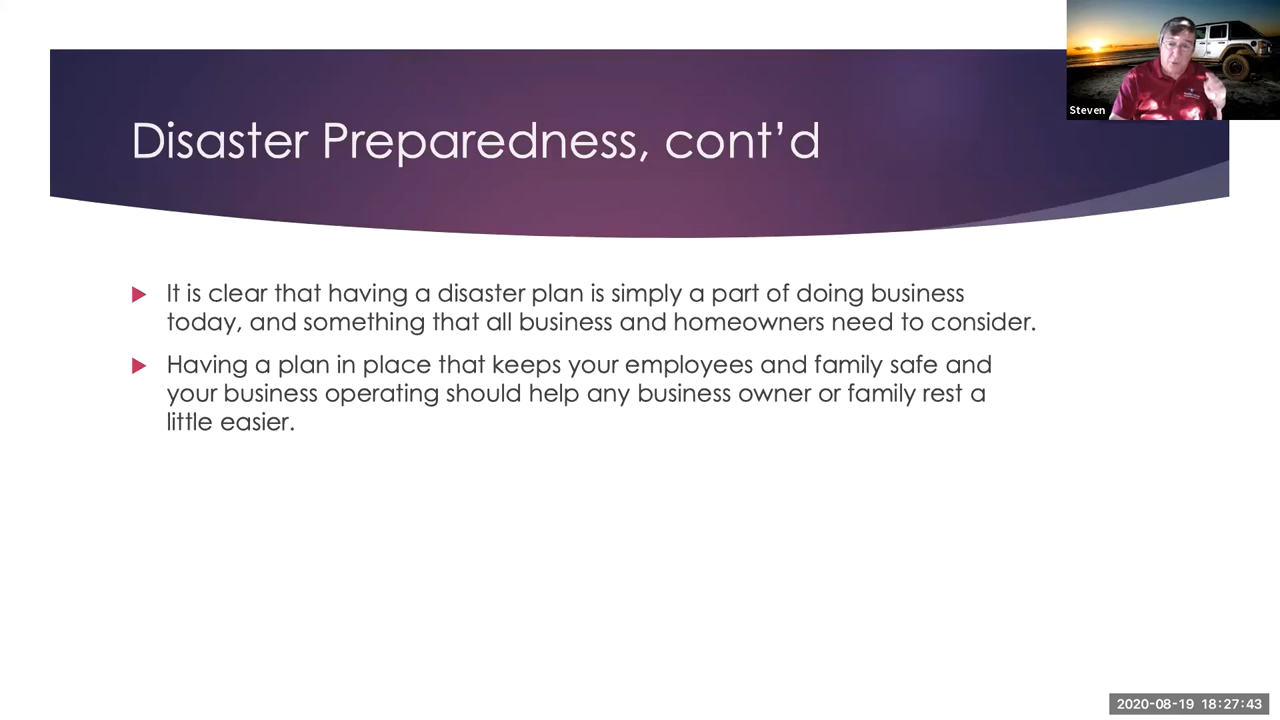 Steven
Disaster Preparedness, cont’d
It is clear that having a disaster plan is simply a part of doing business
today, and something that all business and homeowners need to consider.
Having a plan in place that keeps your employees and family safe and
your business operating should help any business owner or family rest a
little easier.
2020-08-19 18:27:43